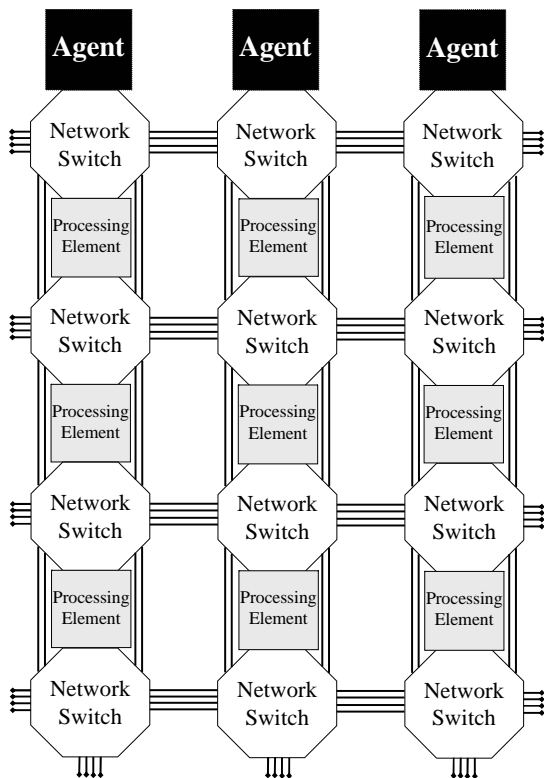 Agent
Agent
Agent
Network
Switch
Network
Switch
Network
Switch
Processing
Element
Processing
Element
Processing
Element
Network
Switch
Network
Switch
Network
Switch
Processing
Element
Processing
Element
Processing
Element
Network
Switch
Network
Switch
Network
Switch
Processing
Element
Processing
Element
Processing
Element
Network
Switch
Network
Switch
Network
Switch